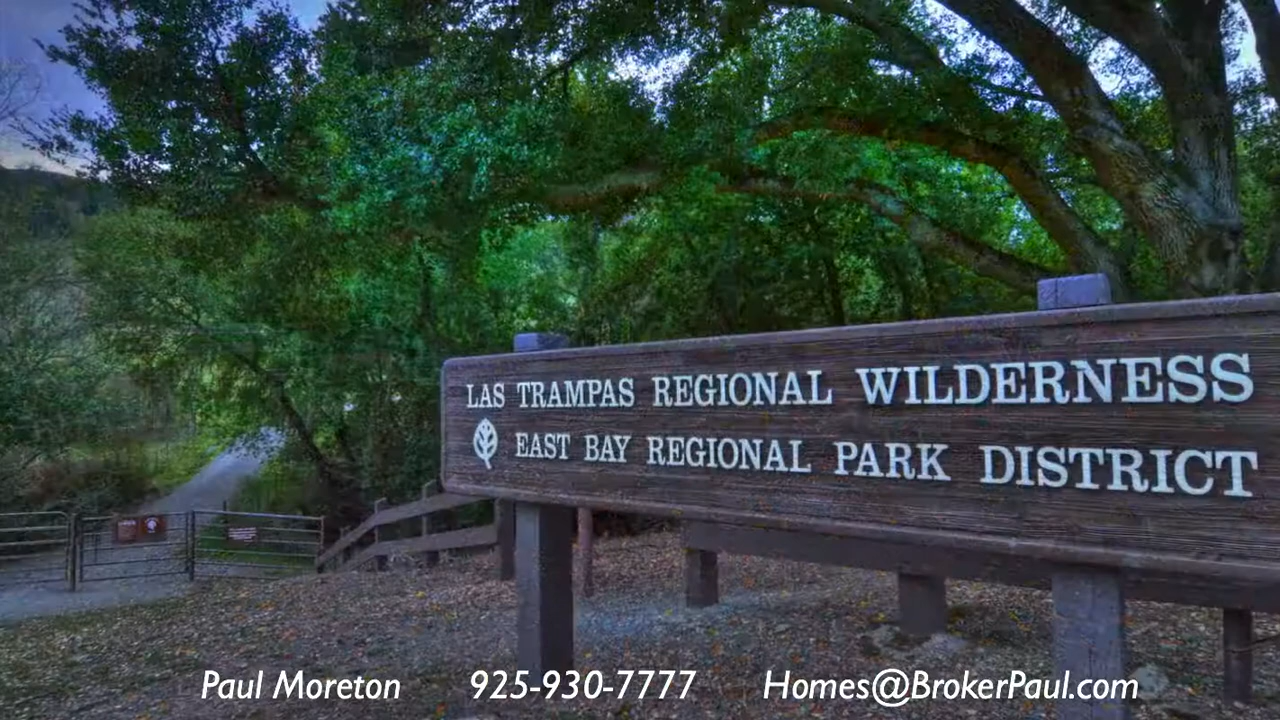 LAS TRAMPAS REGIONAL WILDERNESS
EAST BAY REGIONAL PARK DISTRICT
Paul Moreton 925-930-7777 Homes@BrokerPaul.com